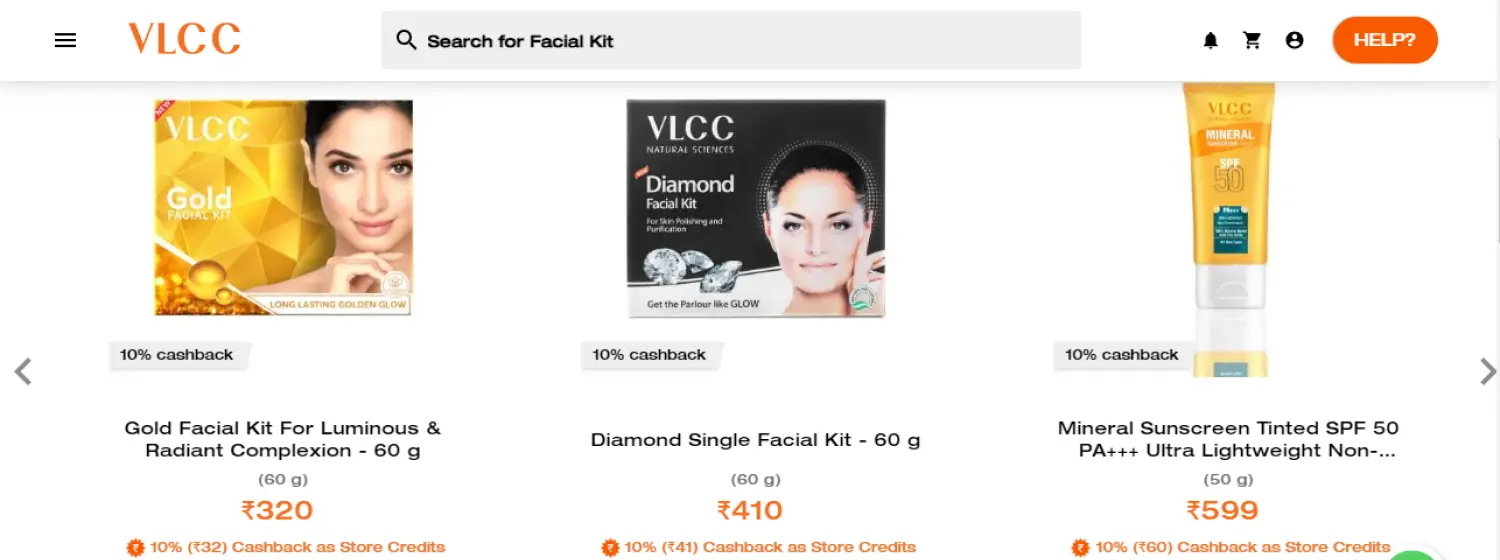 VLCC
Search for Facial Kit
HELP?
NEW
VLCC
Gold
FACIAL KIT
LONG LASTING GOLDEN GLOW
VLCC
NATURAL SCIENCES
Diamond
Facial Kit
For Skin Polishing and
Purification
Get the Parlour like GLOW
VLCC
MINERAL
SUNSCREEN
SPF
50
10% cashback
10% cashback
10% cashback
Gold Facial Kit For Luminous &
Radiant Complexion - 60 g
(60 g)
₹320
10% (₹32) Cashback as Store Credits
Diamond Single Facial Kit - 60 g
(60 g)
₹410
10% (₹41) Cashback as Store Credits
Mineral Sunscreen Tinted SPF 50
PA+++ Ultra Lightweight Non-...
(50 g)
₹599
10% (₹60) Cashback as Store Credits